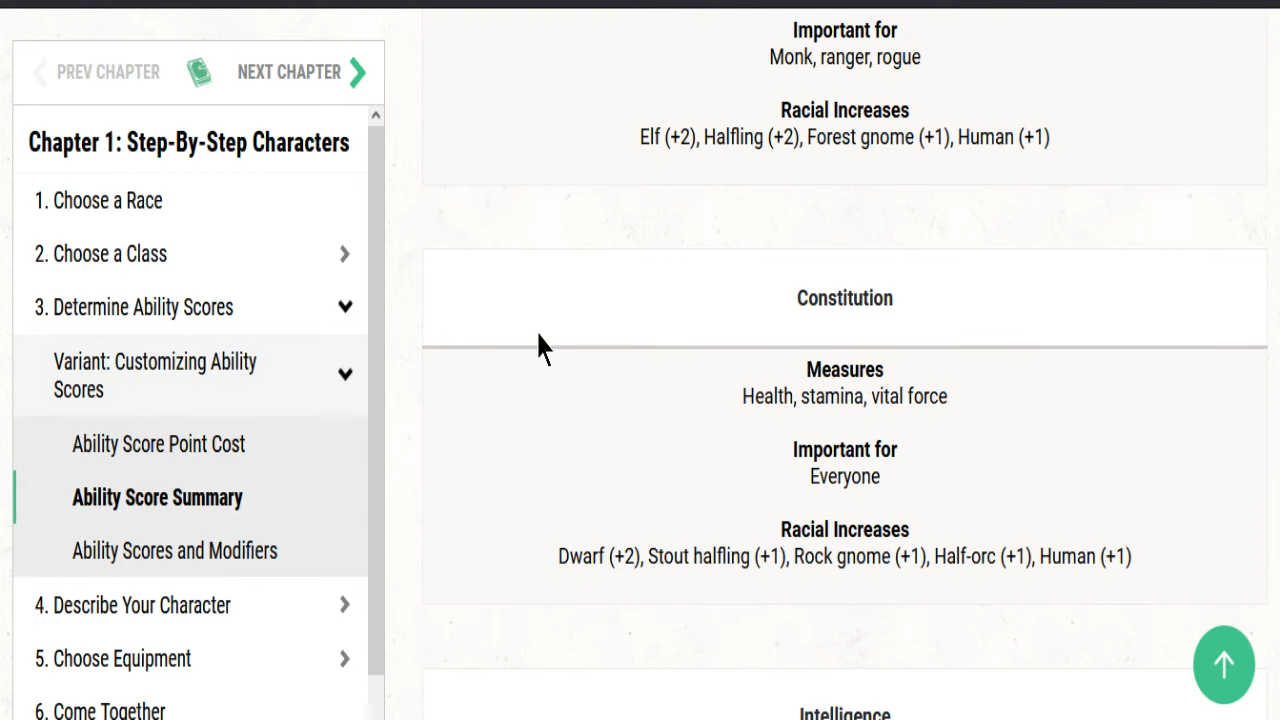 PREV CHAPTER
NEXT CHAPTER
Chapter 1: Step-By-Step Characters
1. Choose a Race
2. Choose a Class
3. Determine Ability Scores
Variant: Customizing Ability
Scores
Ability Score Point Cost
Ability Score Summary
Ability Scores and Modifiers
4. Describe Your Character
5. Choose Equipment
6. Come Together
Important for
Monk, ranger, rogue
Racial Increases
Elf (+2), Halfling (+2), Forest gnome (+1), Human (+1)
Constitution
Measures
Health, stamina, vital force
Important for
Everyone
Racial Increases
Dwarf (+2), Stout halfling (+1), Rock gnome (+1), Half-orc (+1), Human (+1)
Intelligence